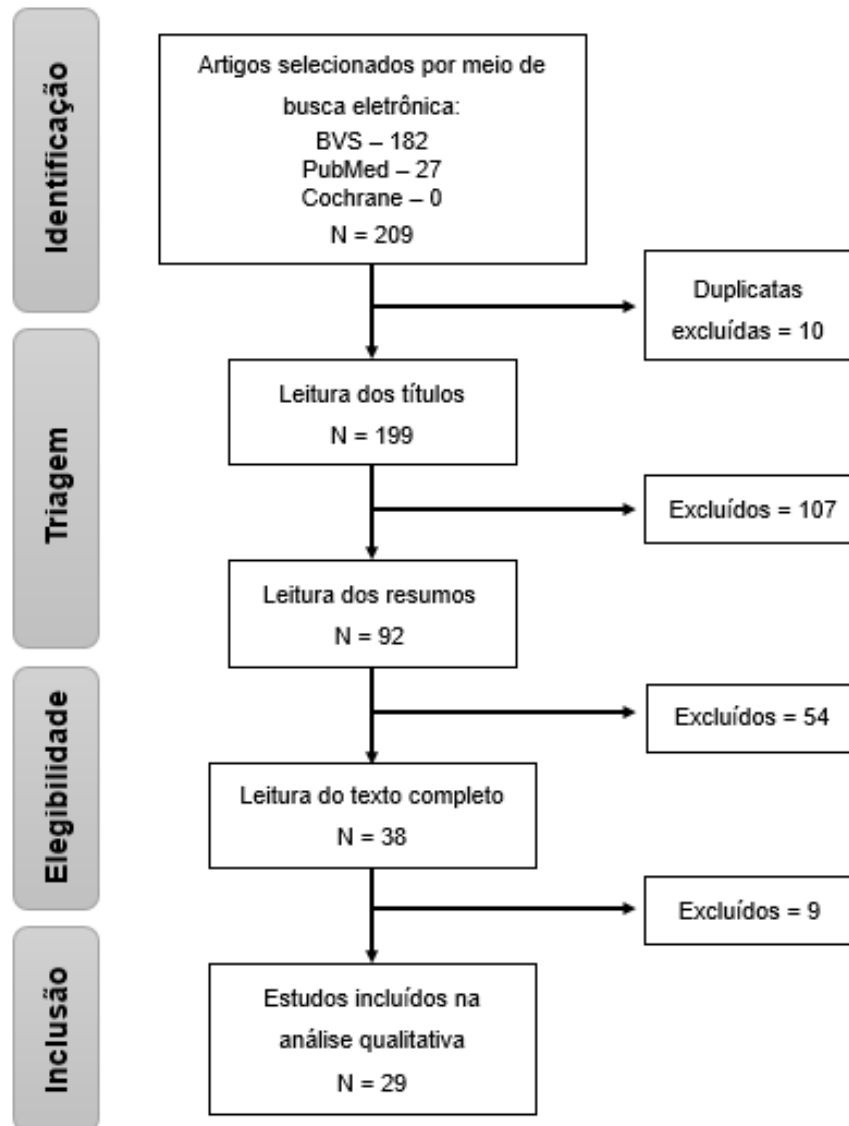 Identificação
Artigos selecionados por meio de
busca eletrônica:
BVS – 182
PubMed – 27
Cochrane – 0
N = 209
Duplicatas
excluídas = 10
Triagem
Leitura dos títulos
N = 199
Excluídos = 107
Leitura dos resumos
N = 92
Excluídos = 54
Elegibilidade
Leitura do texto completo
N = 38
Excluídos = 9
Inclusão
Estudos incluídos na
análise qualitativa
N = 29